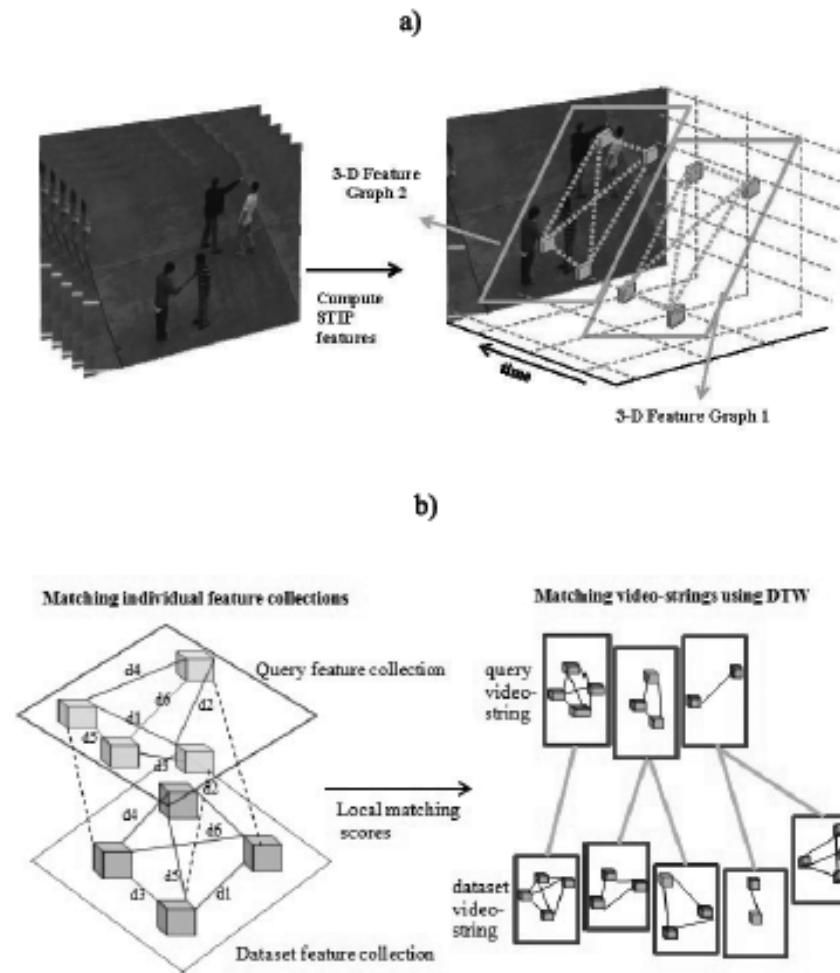 a)
3-D Feature
Graph 2
Compute
STIP
features
time
3-D Feature Graph 1
b)
Matching individual feature collections
Matching video-strings using DTW
Query feature collection
query
video-
string
d4
d6
d2
d1
d5
d3
d2
d4
d6
d5
d3
d1
Local matching
scores
dataset
video-
string
Dataset feature collection